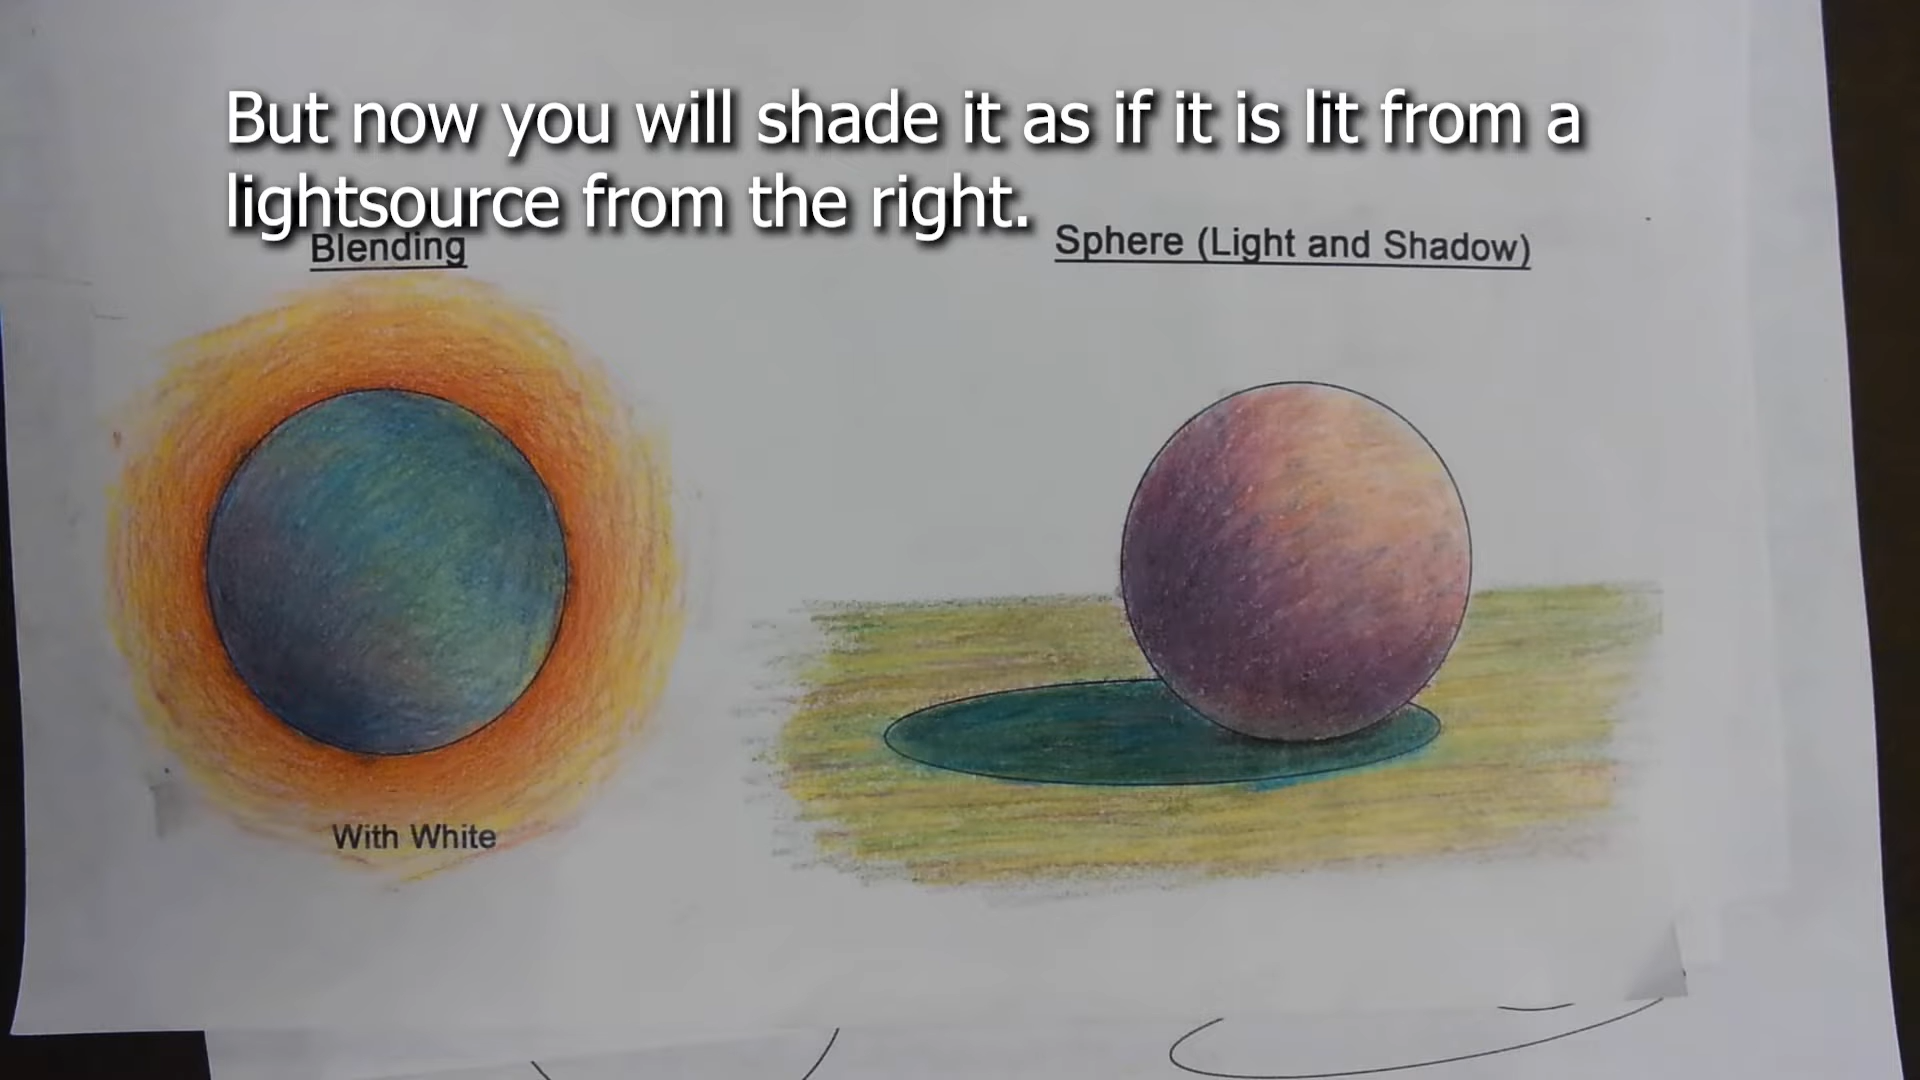 But now you will shade it as if it is lit from a
lightsource from the right.
Blending
Sphere (Light and Shadow)
With White